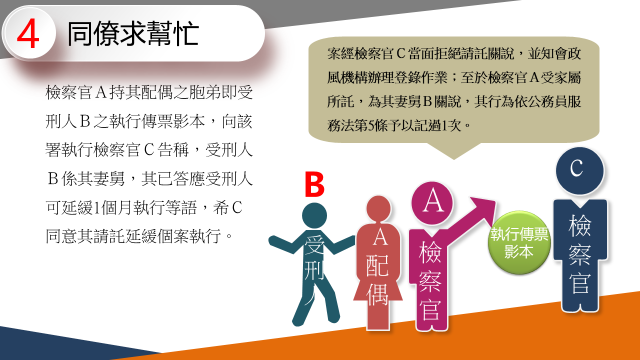 4 同僚求幫忙
檢察官Ａ持其配偶之胞弟即受
刑人Ｂ之執行傳票影本，向該
署執行檢察官Ｃ告稱，受刑人
Ｂ係其妻舅，其已答應受刑人
可延緩1個月執行等語，希Ｃ
同意其請託延緩個案執行。
案經檢察官Ｃ當面拒絕請託關說，並知會政
風機構辦理登錄作業；至於檢察官Ａ受家屬
所託，為其妻舅Ｂ關說，其行為依公務員服
務法第5條予以記過1次。
B
受刑人
A配偶
A
檢察官
執行傳票
影本
C
檢察官